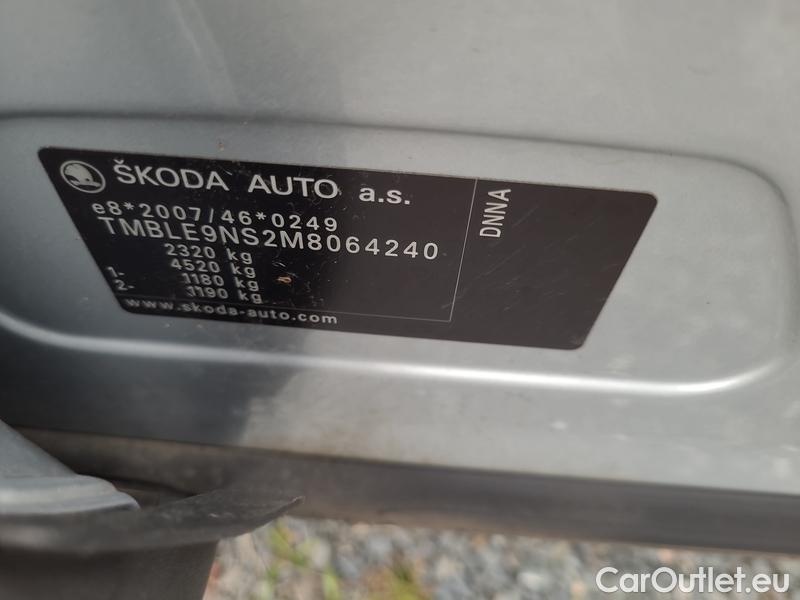 ŠKODA AUTO a.s.
e8*2007/46*0249
TMBLE9NS2M8064240
2320 kg
4520 kg
1- 1180 kg
2- 1190 kg
www.skoda-auto.com
DNNA
CarOutlet.eu